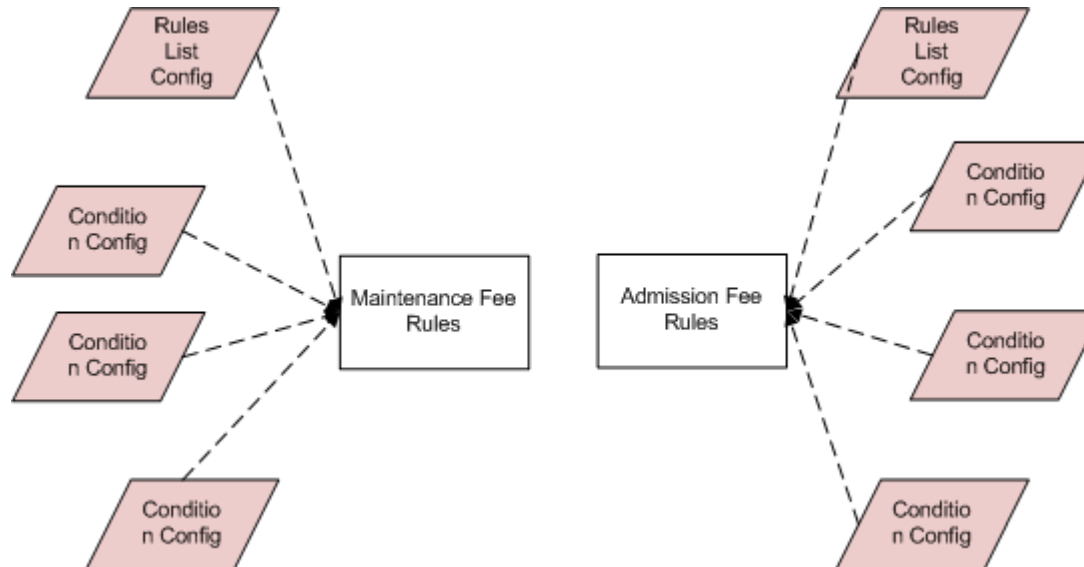 Rules
List
Config
Rules
List
Config
Conditio
n Config
Conditio
n Config
Maintenance Fee
Rules
Admission Fee
Rules
Conditio
n Config
Conditio
n Config
Conditio
n Config
Conditio
n Config